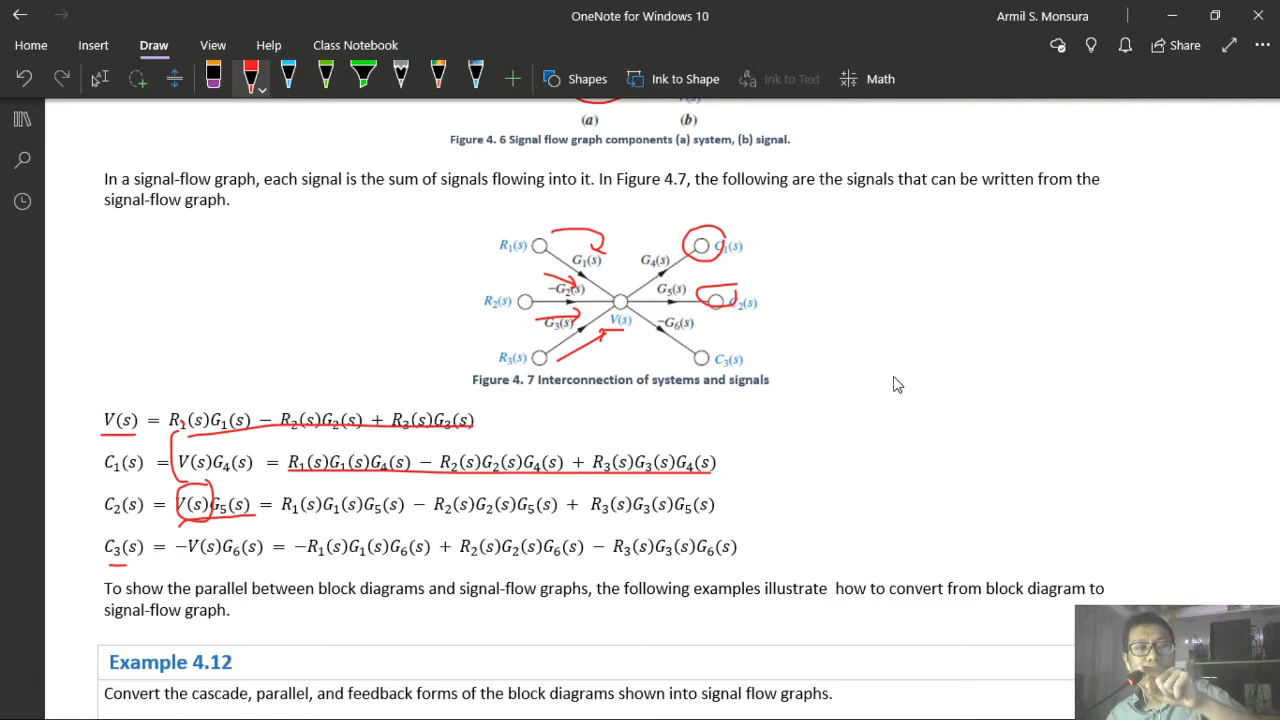 OneNote for Windows 10
Armil S. Monsura
Home Insert Draw View Help Class Notebook
Share
Shapes Ink to Shape Ink to Text Math
(a) (b)
Figure 4. 6 Signal flow graph components (a) system, (b) signal.
In a signal-flow graph, each signal is the sum of signals flowing into it. In Figure 4.7, the following are the signals that can be written from the
signal-flow graph.
R₁(s) C₁(s)
G₁(s) G₄(s)
−G₂(s) G₅(s)
R₂(s) C₂(s)
G₃(s) V(s) −G₆(s)
R₃(s) C₃(s)
Figure 4. 7 Interconnection of systems and signals
V(s) = R₁(s)G₁(s) − R₂(s)G₂(s) + R₃(s)G₃(s)
C₁(s) = V(s)G₄(s) = R₁(s)G₁(s)G₄(s) − R₂(s)G₂(s)G₄(s) + R₃(s)G₃(s)G₄(s)
C₂(s) = V(s)G₅(s) = R₁(s)G₁(s)G₅(s) − R₂(s)G₂(s)G₅(s) + R₃(s)G₃(s)G₅(s)
C₃(s) = −V(s)G₆(s) = −R₁(s)G₁(s)G₆(s) + R₂(s)G₂(s)G₆(s) − R₃(s)G₃(s)G₆(s)
To show the parallel between block diagrams and signal-flow graphs, the following examples illustrate how to convert from block diagram to
signal-flow graph.
Example 4.12
Convert the cascade, parallel, and feedback forms of the block diagrams shown into signal flow graphs.